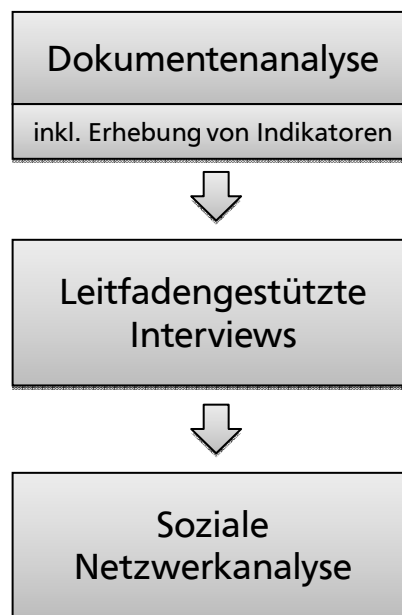 Dokumentenanalyse
inkl. Erhebung von Indikatoren
Leitfadengestützte
Interviews
Soziale
Netzwerkanalyse